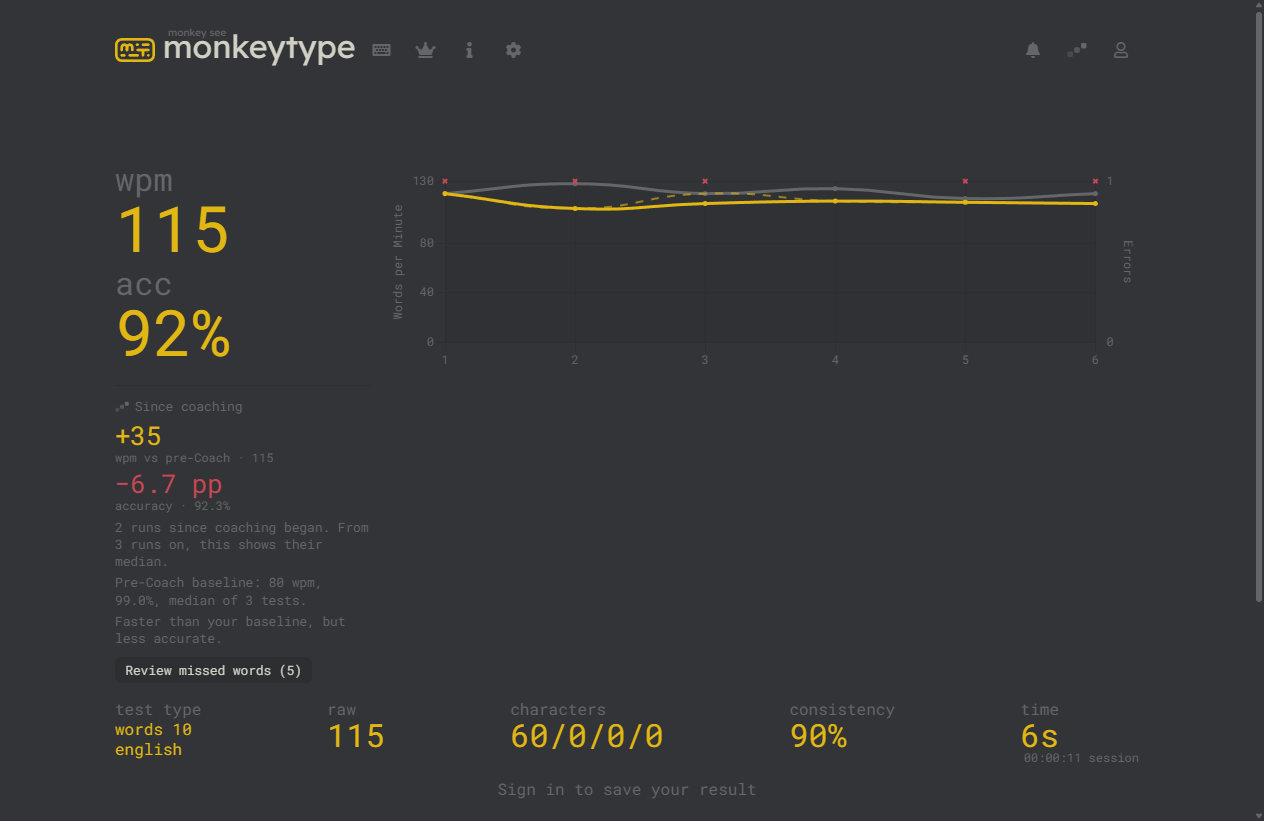 monkey see
monkeytype
wpm
115
acc
92%
130
80
40
0
Words per Minute
1
0
Errors
1 2 3 4 5 6
Since coaching
+35
wpm vs pre-Coach · 115
−6.7 pp
accuracy · 92.3%
2 runs since coaching began. From
3 runs on, this shows their
median.
Pre-Coach baseline: 80 wpm,
99.0%, median of 3 tests.
Faster than your baseline, but
less accurate.
Review missed words (5)
test type
words 10
english
raw
115
characters
60/0/0/0
consistency
90%
time
6s
00:00:11 session
Sign in to save your result